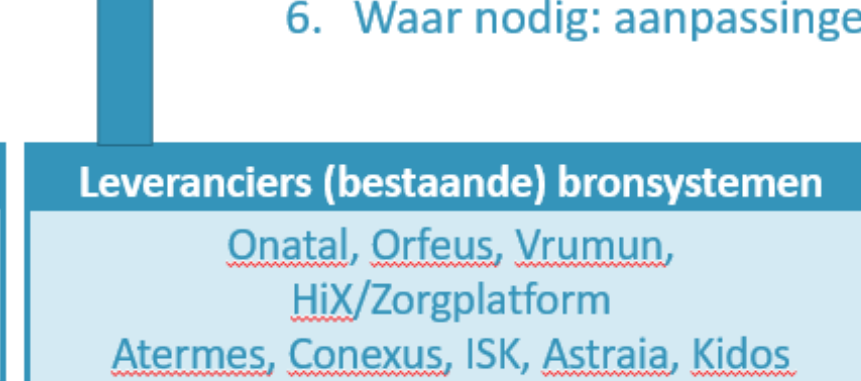 6. Waar nodig: aanpassinge
Leveranciers (bestaande) bronsystemen
Onatal, Orfeus, Vrumun,
HiX/Zorgplatform
Atermes, Conexus, ISK, Astraia, Kidos